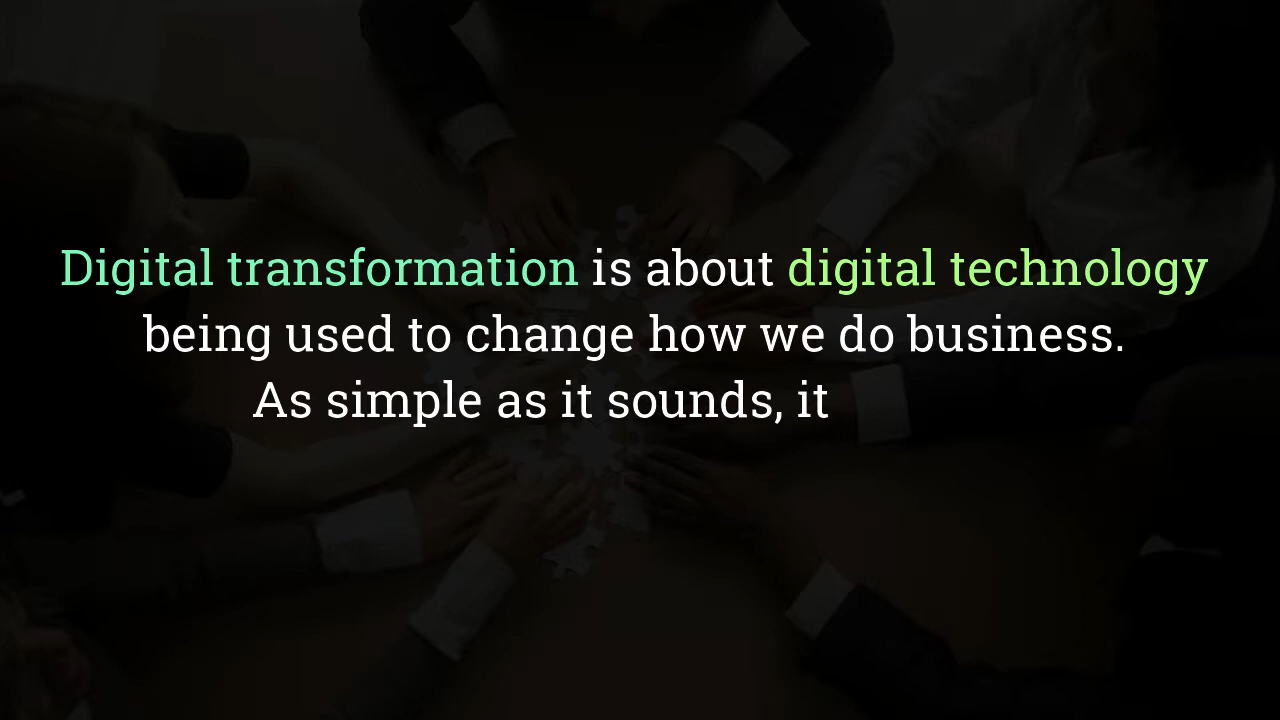 Digital transformation is about digital technology
being used to change how we do business.
As simple as it sounds, it